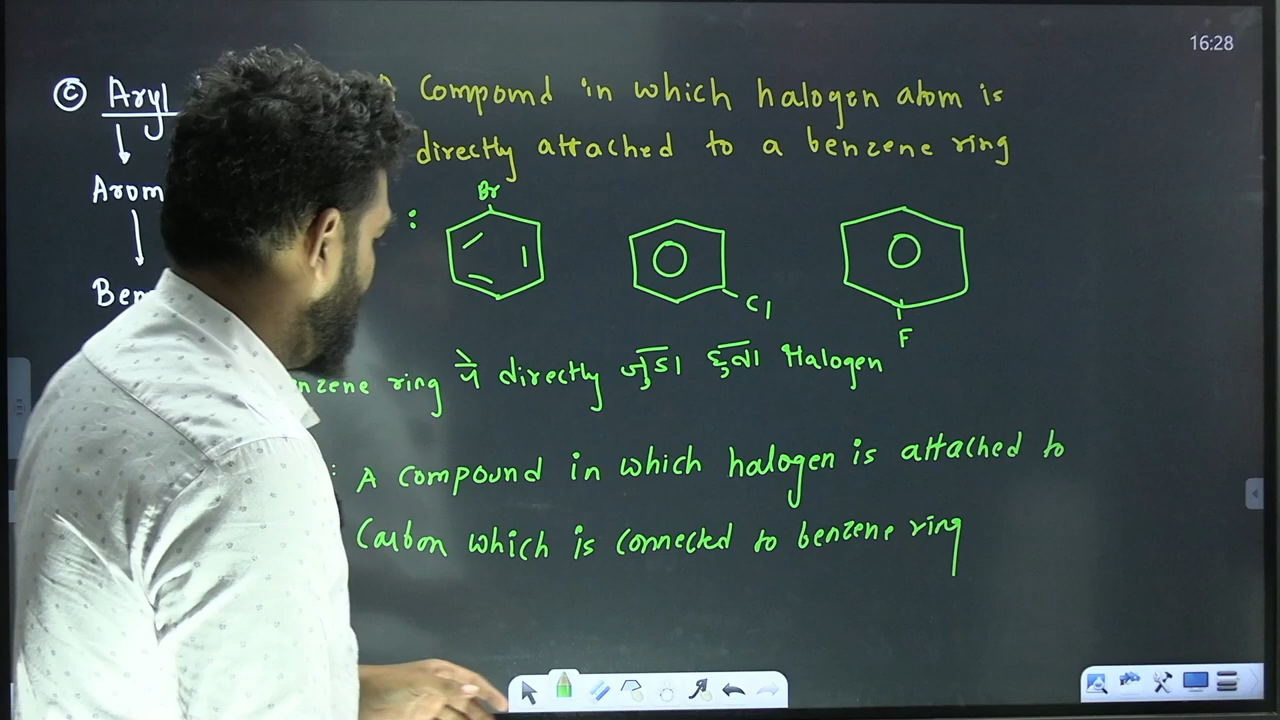 16:28
© Aryl
A Compound in which halogen atom is
directly attached to a benzene ring
Arom
Br
:
Cl
F
Ben
nzene ring में directly जुड़ा हुवा Halogen
: A compound in which halogen is attached to
Carbon which is connected to benzene ring